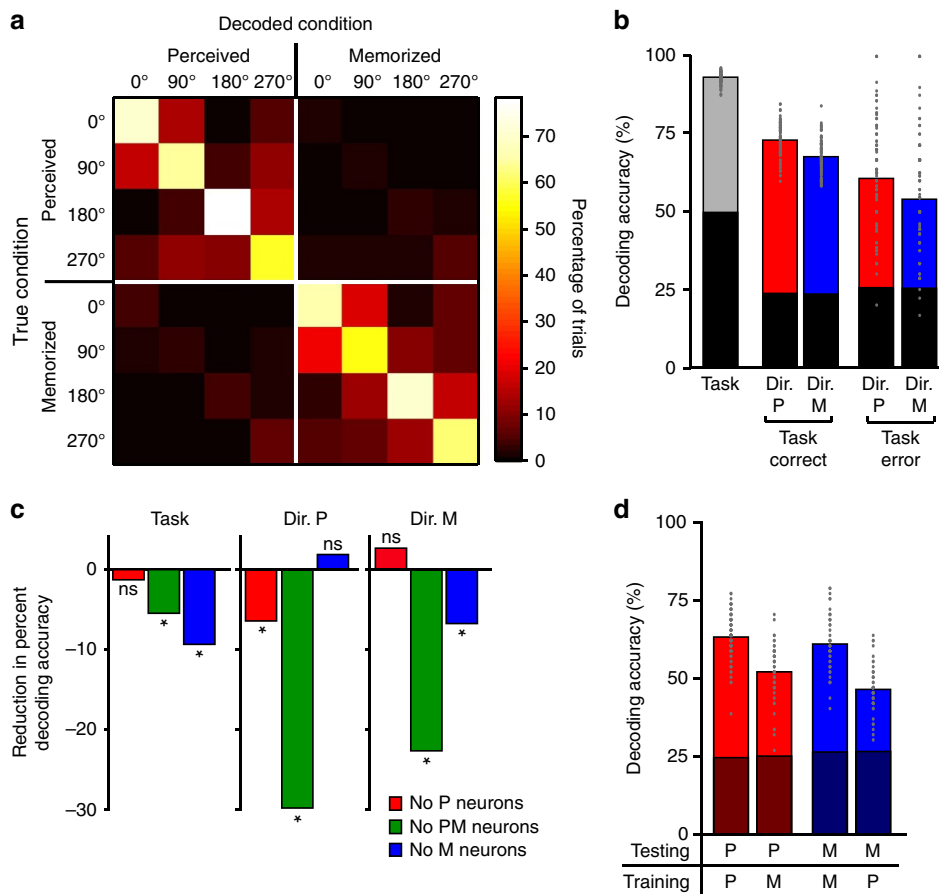 a
Decoded condition
Perceived
Memorized
0° 90° 180° 270° 0° 90° 180° 270°
True condition
Perceived
0°
90°
180°
270°
Memorized
0°
90°
180°
270°
70
60
50
40
30
20
10
0
Percentage of trials
b
Decoding accuracy (%)
100
75
50
25
0
Task
Dir. P
Dir. M
Dir. P
Dir. M
Task correct
Task error
c
Task
Dir. P
Dir. M
Reduction in percent decoding accuracy
0
−10
−20
−30
ns
*
*
*
*
ns
ns
*
*
No P neurons
No PM neurons
No M neurons
d
Decoding accuracy (%)
100
75
50
25
0
Testing P P M M
Training P M M P